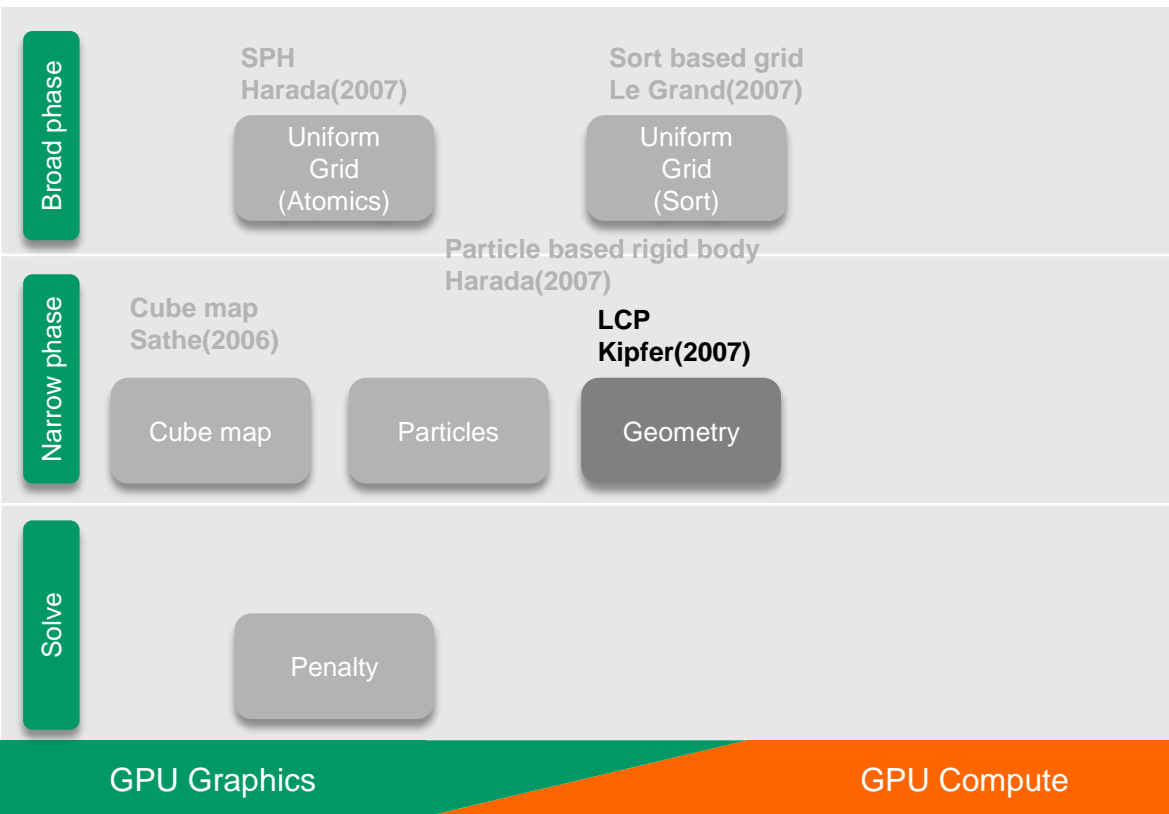 Broad phase
SPH
Harada(2007)
Uniform
Grid
(Atomics)
Sort based grid
Le Grand(2007)
Uniform
Grid
(Sort)
Particle based rigid body
Harada(2007)
Narrow phase
Cube map
Sathe(2006)
LCP
Kipfer(2007)
Cube map
Particles
Geometry
Solve
Penalty
GPU Graphics
GPU Compute